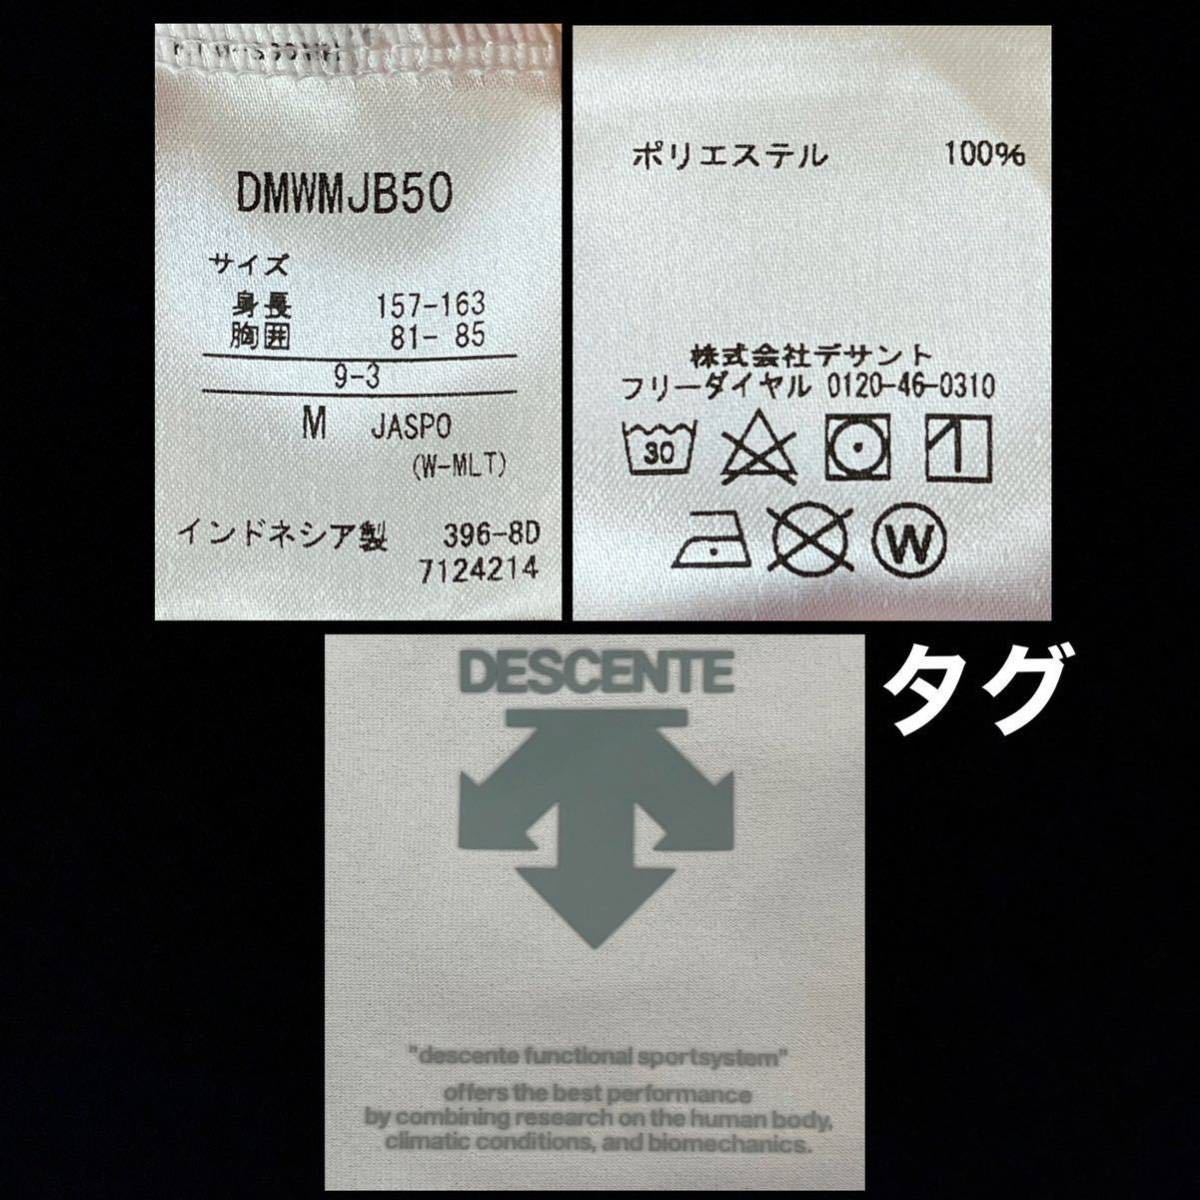 DMWMJB50
サイズ
身長 157-163
胸囲 81- 85
9-3
M JASPO
(W-MLT)
インドネシア製 396-8D
7124214
ポリエステル 100%
株式会社デサント
フリーダイヤル 0120-46-0310
30
W
タグ
DESCENTE
"descente functional sportsystem"
offers the best performance
by combining research on the human body,
climatic conditions, and biomechanics.